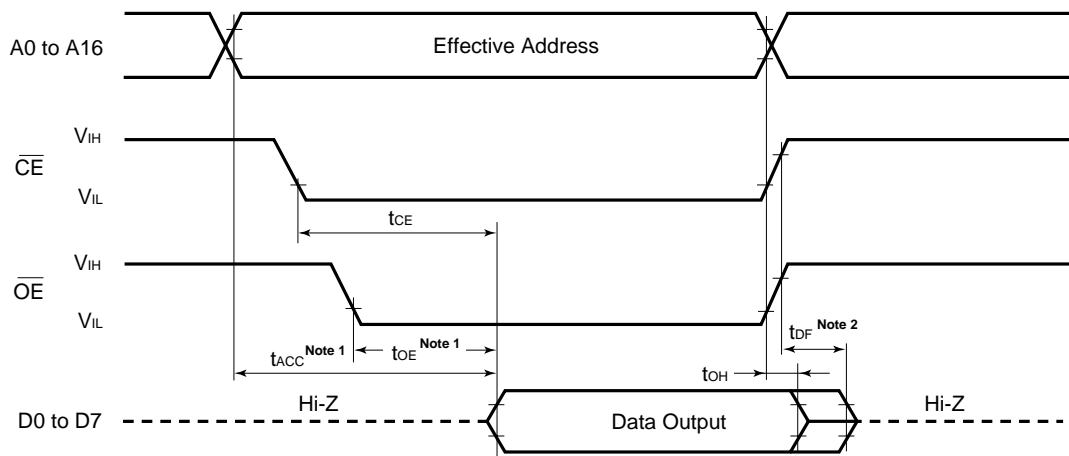 A0 to A16
Effective Address
VIH
CE
VIL
tCE
VIH
OE
VIL
tACC Note 1
tOE Note 1
tDF Note 2
tOH
D0 to D7
Hi-Z
Data Output
Hi-Z